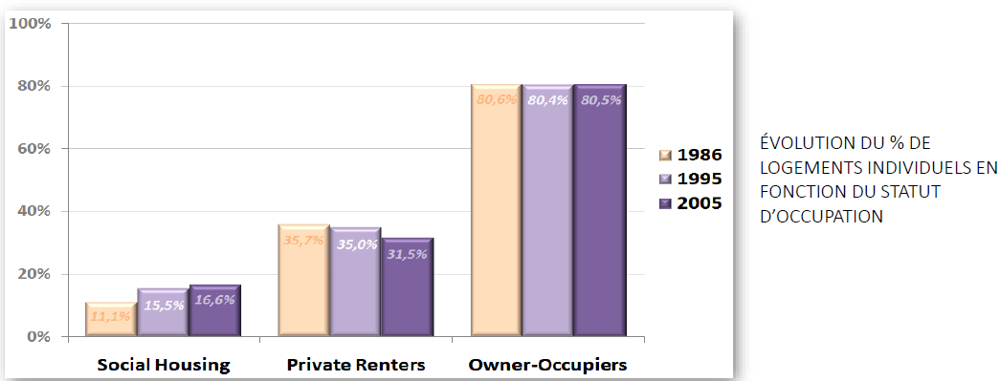 100%
80%
60%
40%
20%
0%
11,1%
15,5%
16,6%
35,7%
35,0%
31,5%
80,6%
80,4%
80,5%
Social Housing
Private Renters
Owner-Occupiers
1986
1995
2005
ÉVOLUTION DU % DE
LOGEMENTS INDIVIDUELS EN
FONCTION DU STATUT
D’OCCUPATION